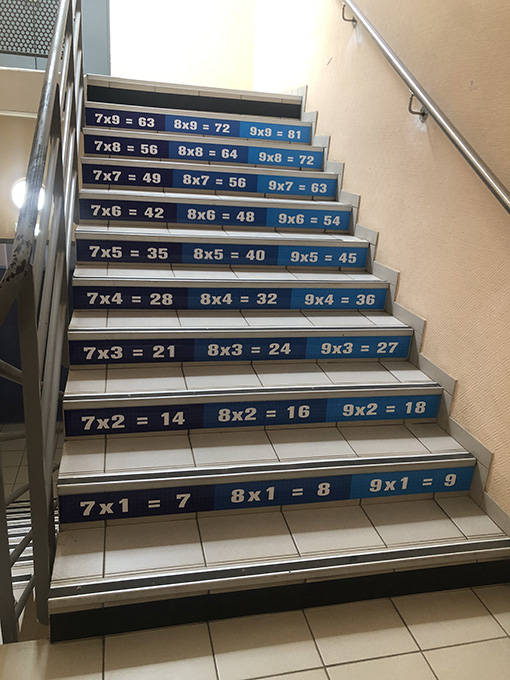 7x9 = 63 8x9 = 72 9x9 = 81
7x8 = 56 8x8 = 64 9x8 = 72
7x7 = 49 8x7 = 56 9x7 = 63
7x6 = 42 8x6 = 48 9x6 = 54
7x5 = 35 8x5 = 40 9x5 = 45
7x4 = 28 8x4 = 32 9x4 = 36
7x3 = 21 8x3 = 24 9x3 = 27
7x2 = 14 8x2 = 16 9x2 = 18
7x1 = 7 8x1 = 8 9x1 = 9